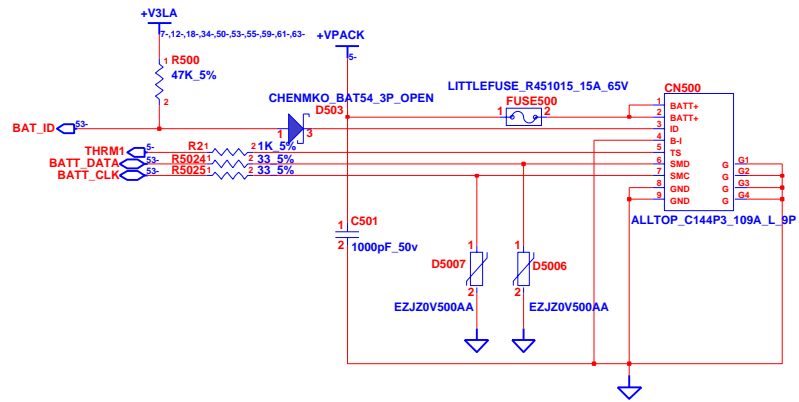 +V3LA
7-,12-,18-,34-,50-,53-,55-,59-,61-,63-
+VPACK
5-
1 R500
47K_5%
2
LITTLEFUSE_R451015_15A_65V
CN500
CHENMKO_BAT54_3P_OPEN
D503
1 FUSE500 2
1 BATT+
2 BATT+
BAT_ID 53-
1 3
3 ID
4 B-I
THRM1 5- R21 2 1K_5%
5 TS
BATT_DATA 53- R5024 1 2 33_5%
6 SMD G G1
BATT_CLK 53- R5025 1 2 33_5%
7 SMC G G2
8 GND G G3
9 GND G G4
ALLTOP_C144P3_109A_L_9P
1 C501
2 1000pF_50v
1 1
D5007 D5006
2 2
EZJZ0V500AA EZJZ0V500AA